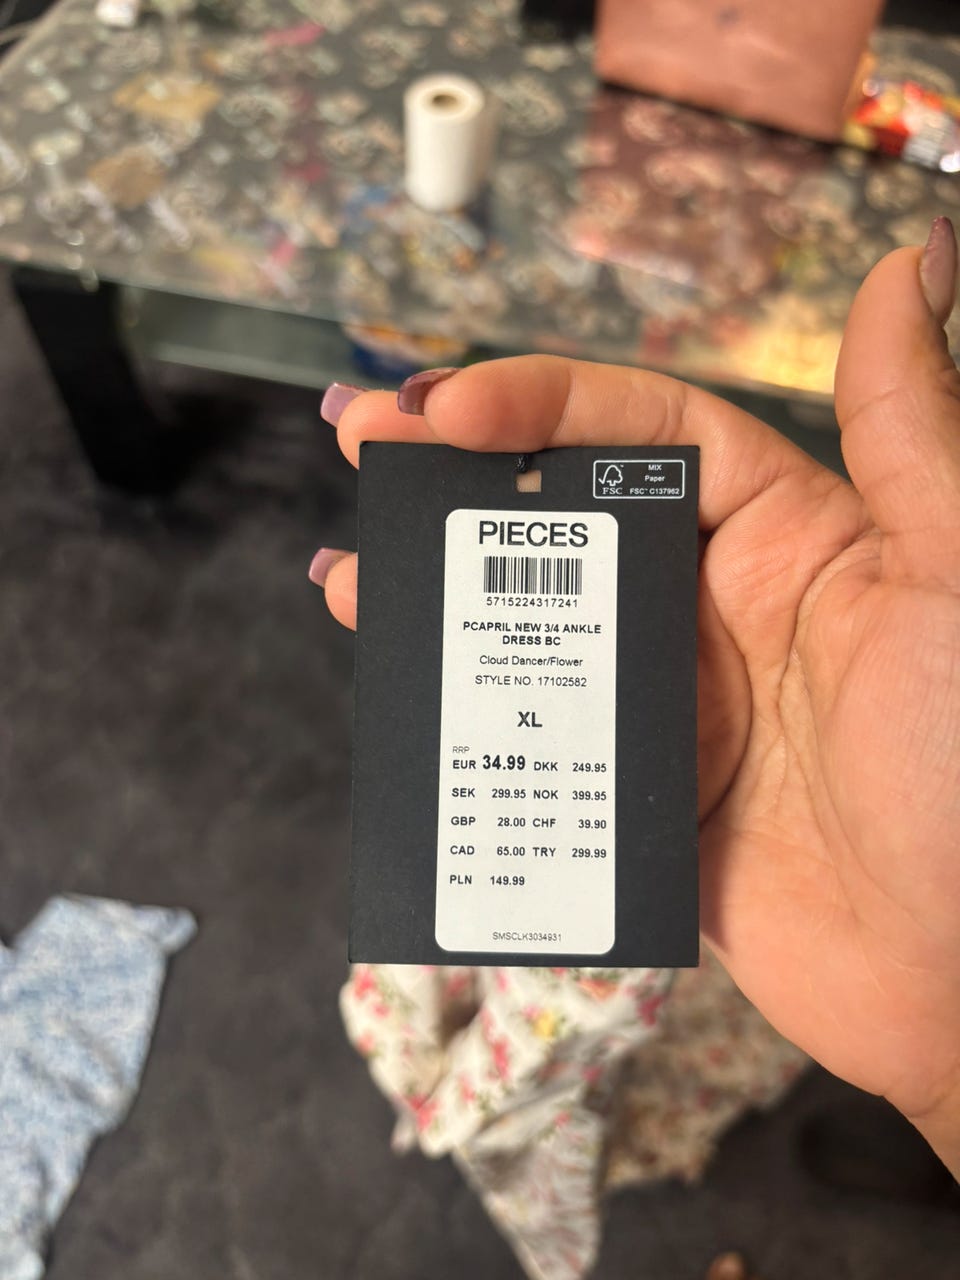 MIX
Paper
FSC
FSC™ C137962
PIECES
5715224317241
PCAPRIL NEW 3/4 ANKLE
DRESS BC
Cloud Dancer/Flower
STYLE NO. 17102582
XL
RRP
EUR 34.99 DKK 249.95
SEK 299.95 NOK 399.95
GBP 28.00 CHF 39.90
CAD 65.00 TRY 299.99
PLN 149.99
SMSCLK3034931